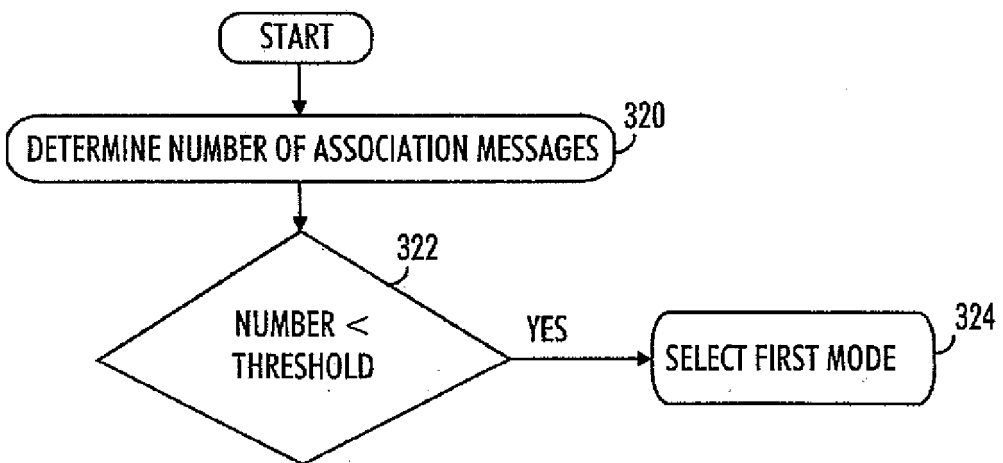 START
DETERMINE NUMBER OF ASSOCIATION MESSAGES
320
322
NUMBER <
THRESHOLD
YES
SELECT FIRST MODE
324